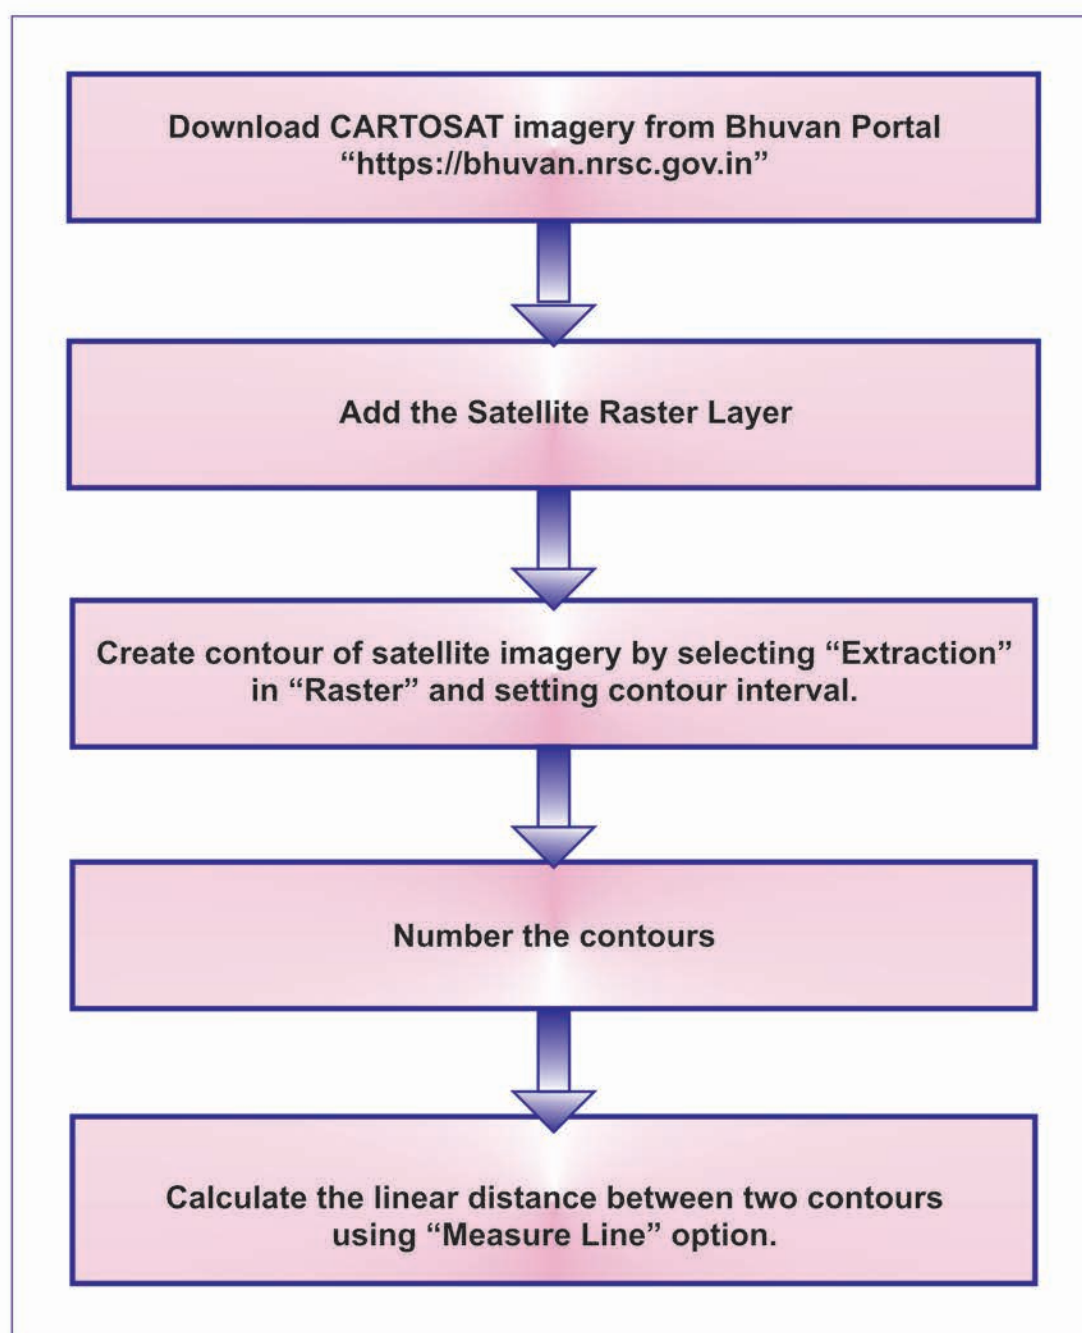 Download CARTOSAT imagery from Bhuvan Portal
“https://bhuvan.nrsc.gov.in”
Add the Satellite Raster Layer
Create contour of satellite imagery by selecting “Extraction”
in “Raster” and setting contour interval.
Number the contours
Calculate the linear distance between two contours
using “Measure Line” option.